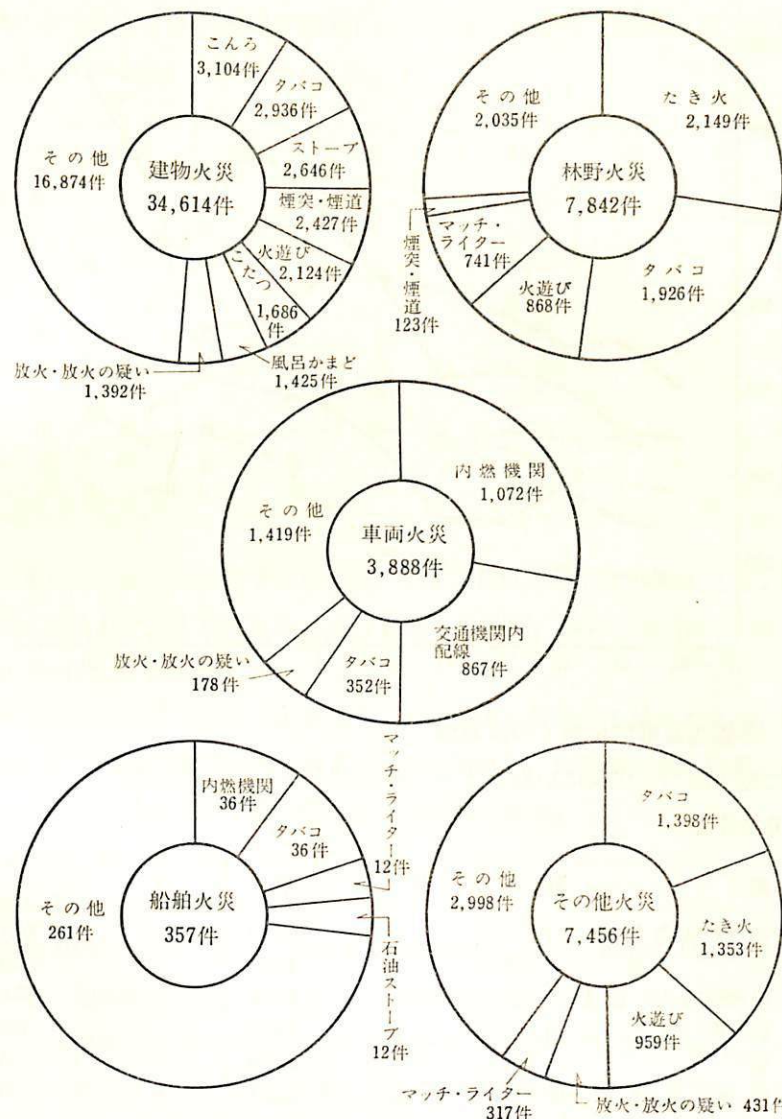 こんろ
3,104件
タバコ
2,936件
ストーブ
2,646件
煙突・煙道
2,427件
火遊び
2,124件
こたつ
1,686件
風呂かまど
1,425件
放火・放火の疑い
1,392件
その他
16,874件
建物火災
34,614件
たき火
2,149件
タバコ
1,926件
火遊び
868件
マッチ・
ライター
741件
煙突・煙道
123件
その他
2,035件
林野火災
7,842件
内燃機関
1,072件
交通機関内
配線
867件
タバコ
352件
放火・放火の疑い
178件
その他
1,419件
車両火災
3,888件
内燃機関
36件
タバコ
36件
マッチ・ライター
12件
石油ストーブ
12件
その他
261件
船舶火災
357件
タバコ
1,398件
たき火
1,353件
火遊び
959件
放火・放火の疑い 431件
マッチ・ライター
317件
その他
2,998件
その他火災
7,456件